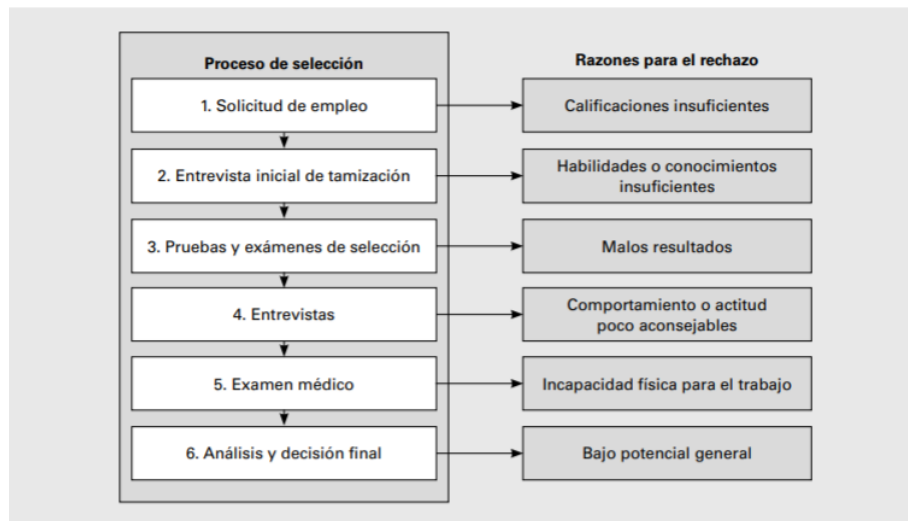 Proceso de selección
Razones para el rechazo
1. Solicitud de empleo
Calificaciones insuficientes
2. Entrevista inicial de tamización
Habilidades o conocimientos
insuficientes
3. Pruebas y exámenes de selección
Malos resultados
4. Entrevistas
Comportamiento o actitud
poco aconsejables
5. Examen médico
Incapacidad física para el trabajo
6. Análisis y decisión final
Bajo potencial general